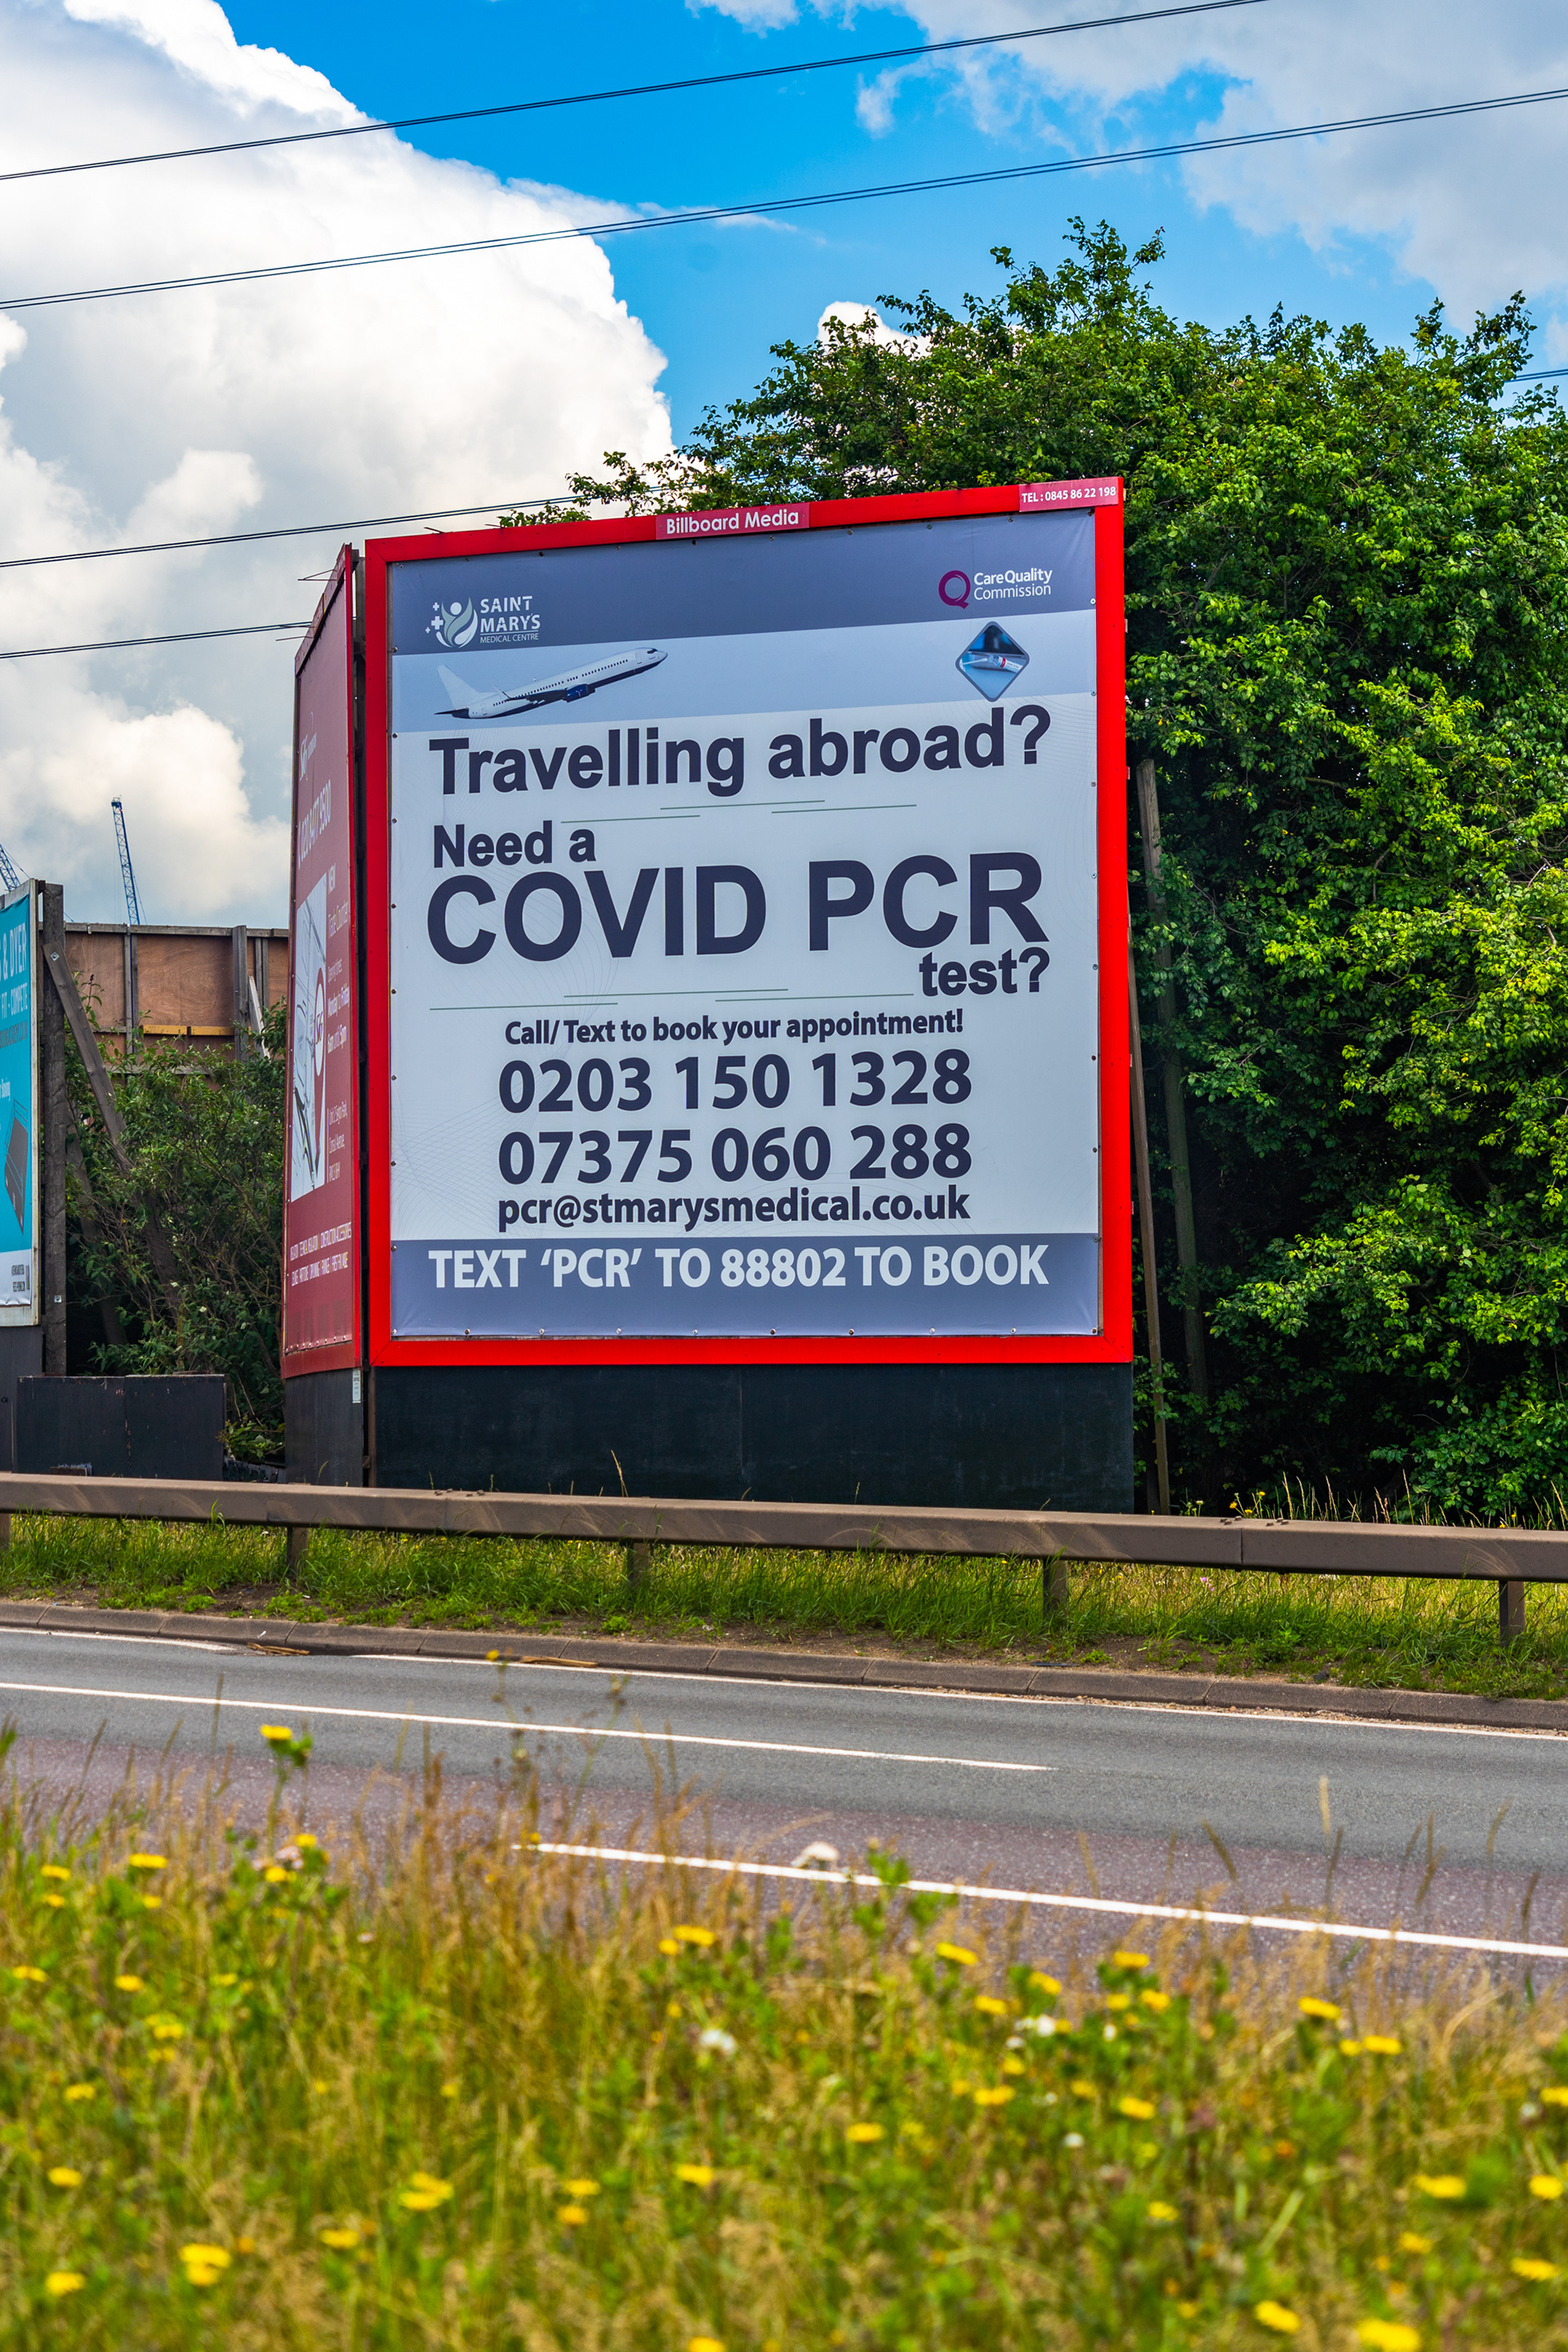 Billboard Media
TEL : 0845 86 22 198
SAINT
MARYS
MEDICAL CENTRE
CareQuality
Commission
Travelling abroad?
Need a
COVID PCR
test?
Call/Text to book your appointment!
0203 150 1328
07375 060 288
pcr@stmarysmedical.co.uk
TEXT ‘PCR’ TO 88802 TO BOOK
& DYER